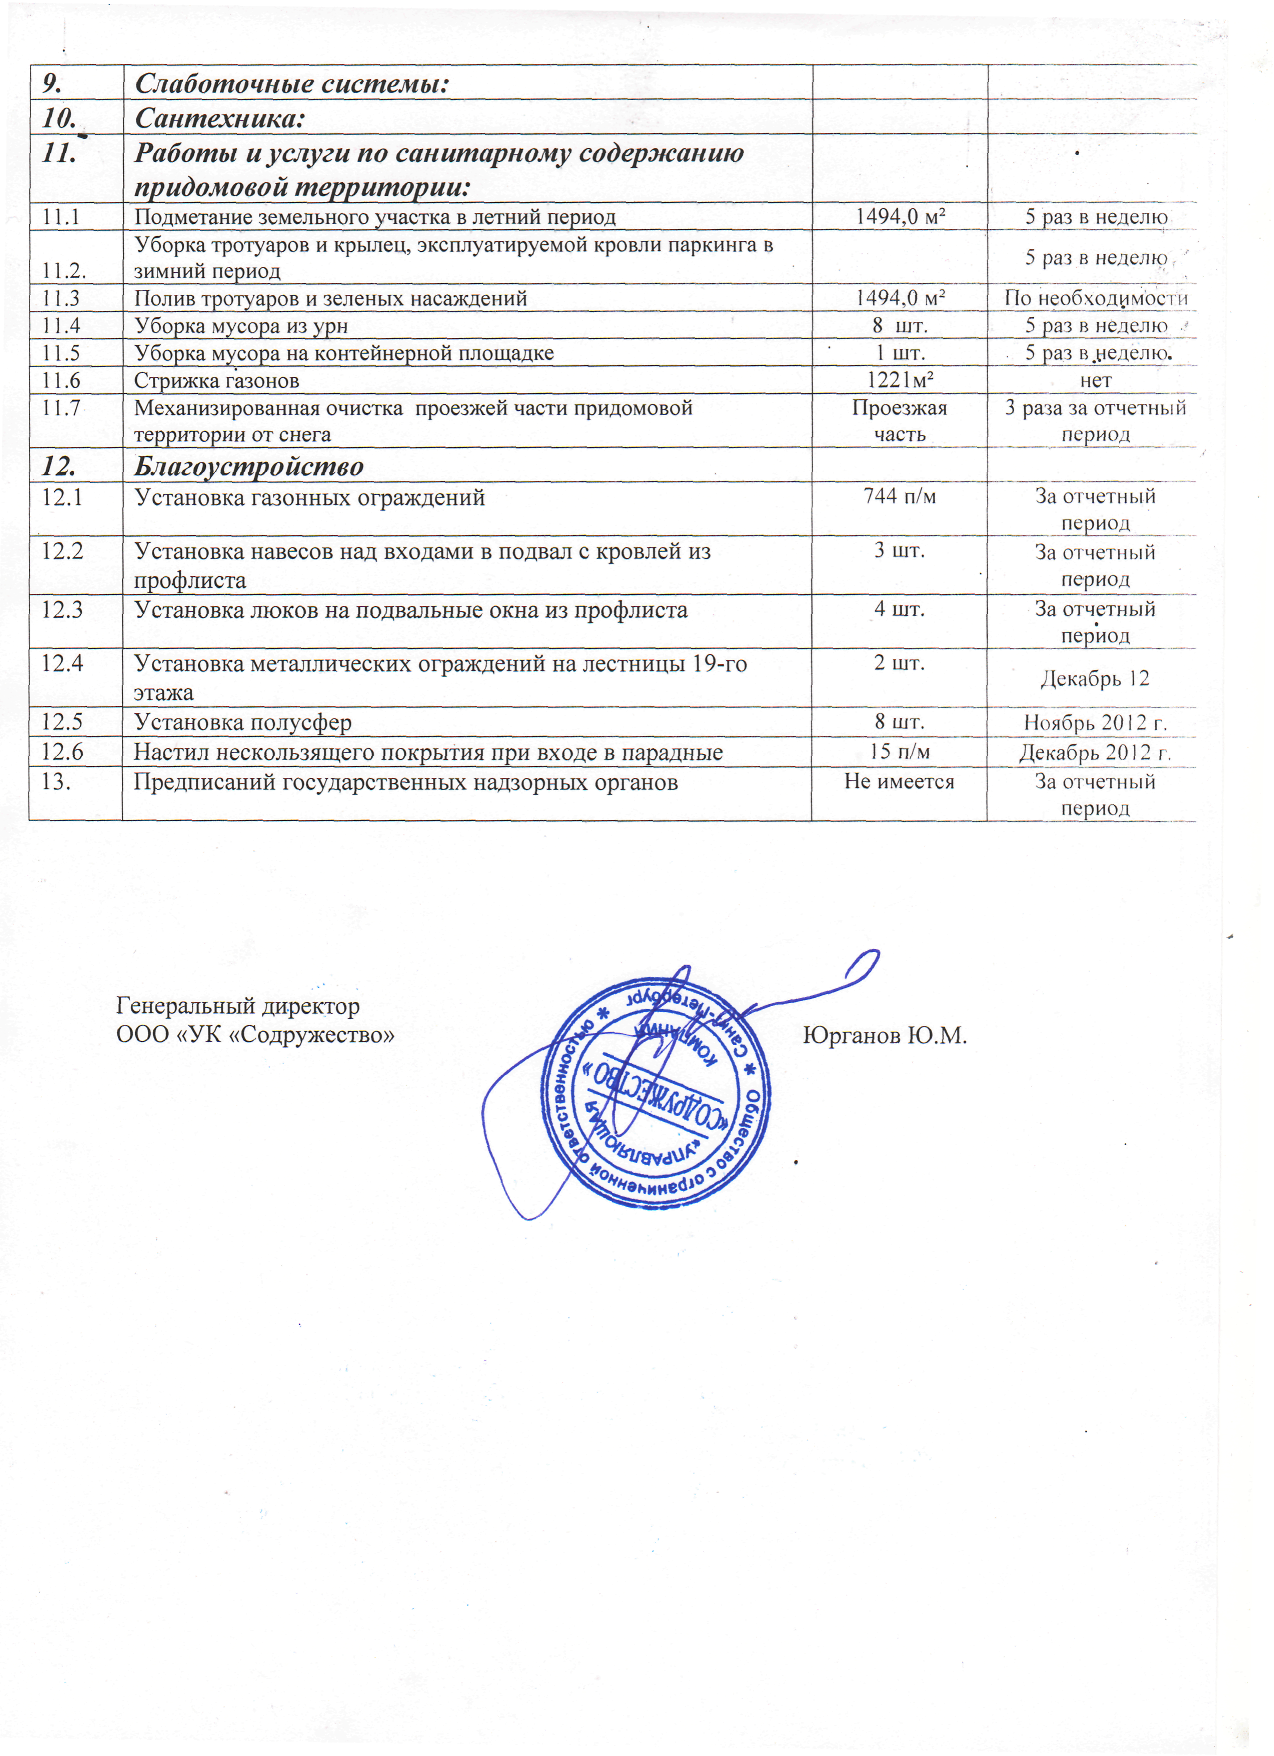 9. Слаботочные системы:
10. Сантехника:
11. Работы и услуги по санитарному содержанию
придомовой территории:
11.1 Подметание земельного участка в летний период 1494,0 м² 5 раз в неделю
Уборка тротуаров и крылец, эксплуатируемой кровли паркинга в
11.2. зимний период 5 раз в неделю
11.3 Полив тротуаров и зеленых насаждений 1494,0 м² По необходимости
11.4 Уборка мусора из урн 8 шт. 5 раз в неделю
11.5 Уборка мусора на контейнерной площадке 1 шт. 5 раз в неделю.
11.6 Стрижка газонов 1221м² нет
11.7 Механизированная очистка проезжей части придомовой Проезжая 3 раза за отчетный
территории от снега часть период
12. Благоустройство
12.1 Установка газонных ограждений 744 п/м За отчетный
период
12.2 Установка навесов над входами в подвал с кровлей из 3 шт. За отчетный
профлиста период
12.3 Установка люков на подвальные окна из профлиста 4 шт. За отчетный
период
12.4 Установка металлических ограждений на лестницы 19-го 2 шт. Декабрь 12
этажа
12.5 Установка полусфер 8 шт. Ноябрь 2012 г.
12.6 Настил нескользящего покрытия при входе в парадные 15 п/м Декабрь 2012 г.
13. Предписаний государственных надзорных органов Не имеется За отчетный
период
Генеральный директор
ООО «УК «Содружество» Юрганов Ю.М.
* Общество с ограниченной ответственностью * Санкт-Петербург
«УПРАВЛЯЮЩАЯ
КОМПАНИЯ
«СОДРУЖЕСТВО»